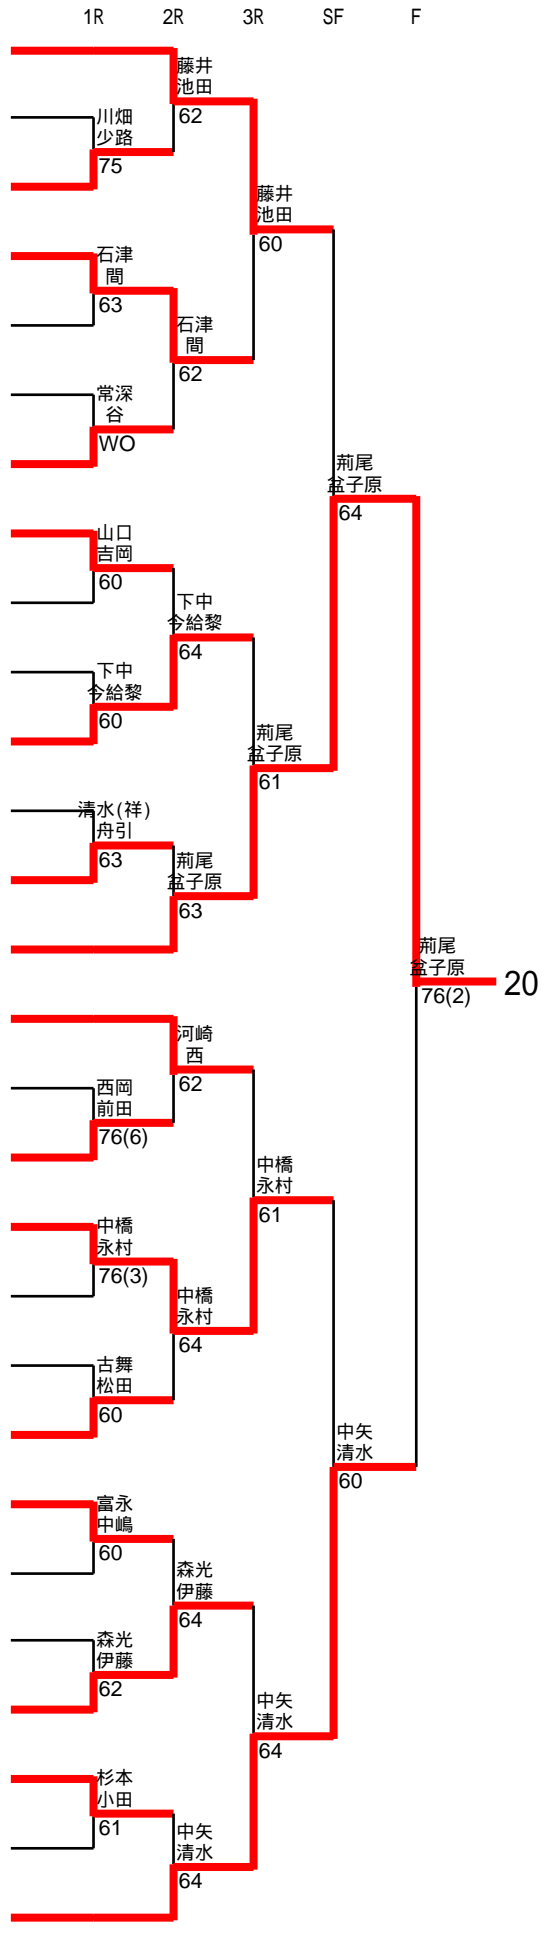 1R 2R 3R SF F
藤井
池田
62
川畑
少路
75
藤井
池田
60
石津
間
63
石津
間
62
常深
谷
WO
荊尾
盆子原
64
山口
吉岡
60
下中
今給黎
64
下中
今給黎
60
荊尾
盆子原
61
清水(祥)
舟引
63
荊尾
盆子原
63
荊尾
盆子原
76(2)
20
河崎
西
62
西岡
前田
76(6)
中橋
永村
61
中橋
永村
76(3)
中橋
永村
64
古舞
松田
60
中矢
清水
60
富永
中嶋
60
森光
伊藤
64
森光
伊藤
62
中矢
清水
64
杉本
小田
61
中矢
清水
64